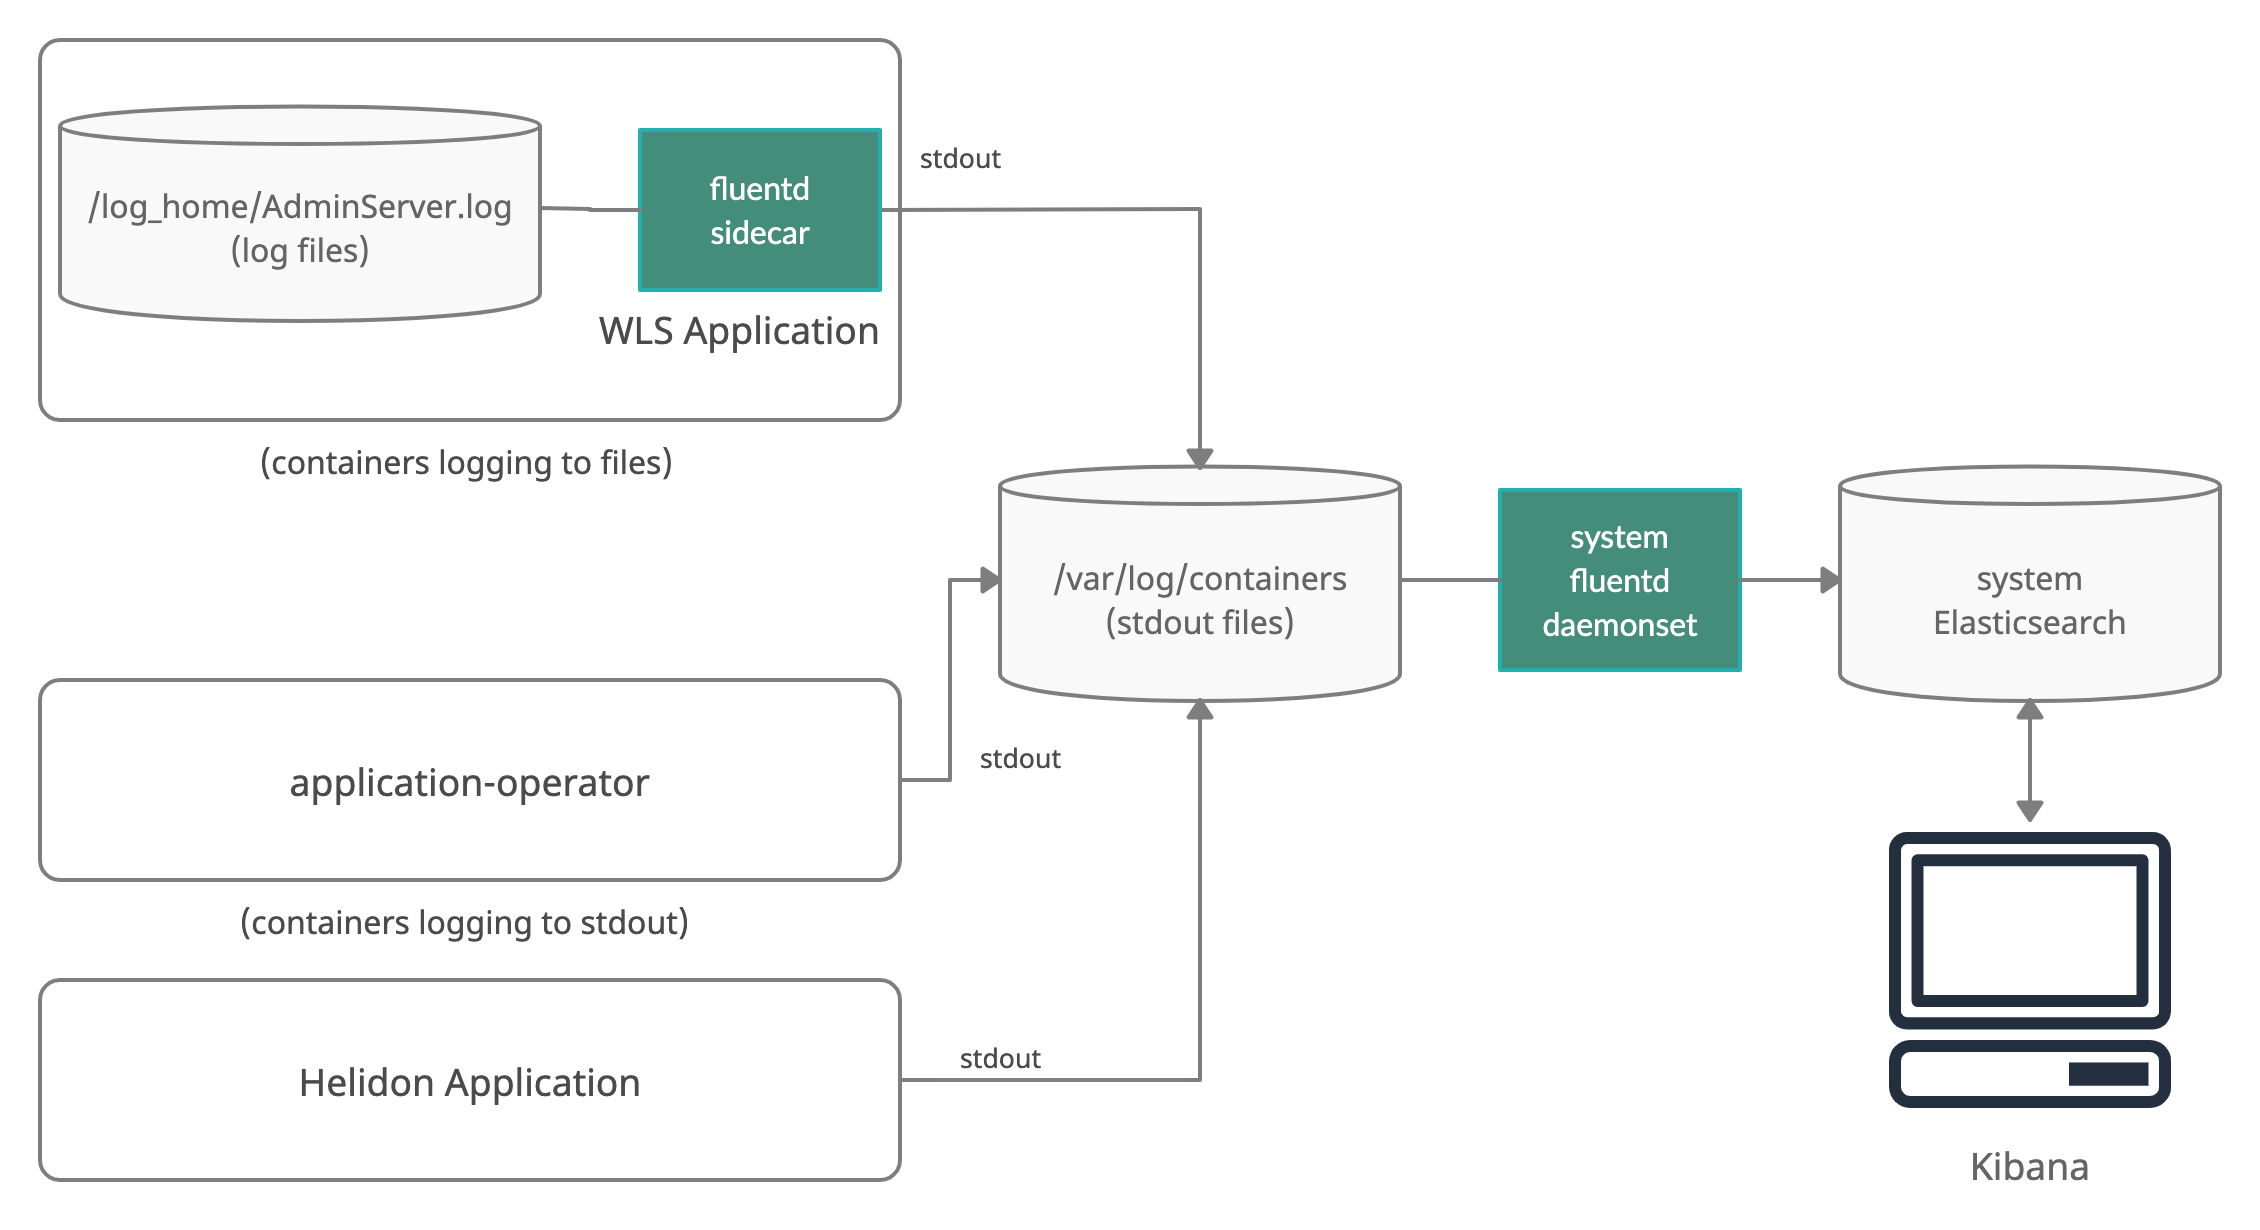 /log_home/AdminServer.log
(log files)
fluentd
sidecar
WLS Application
stdout
(containers logging to files)
/var/log/containers
(stdout files)
system
fluentd
daemonset
system
Elasticsearch
application-operator
stdout
(containers logging to stdout)
Helidon Application
stdout
Kibana